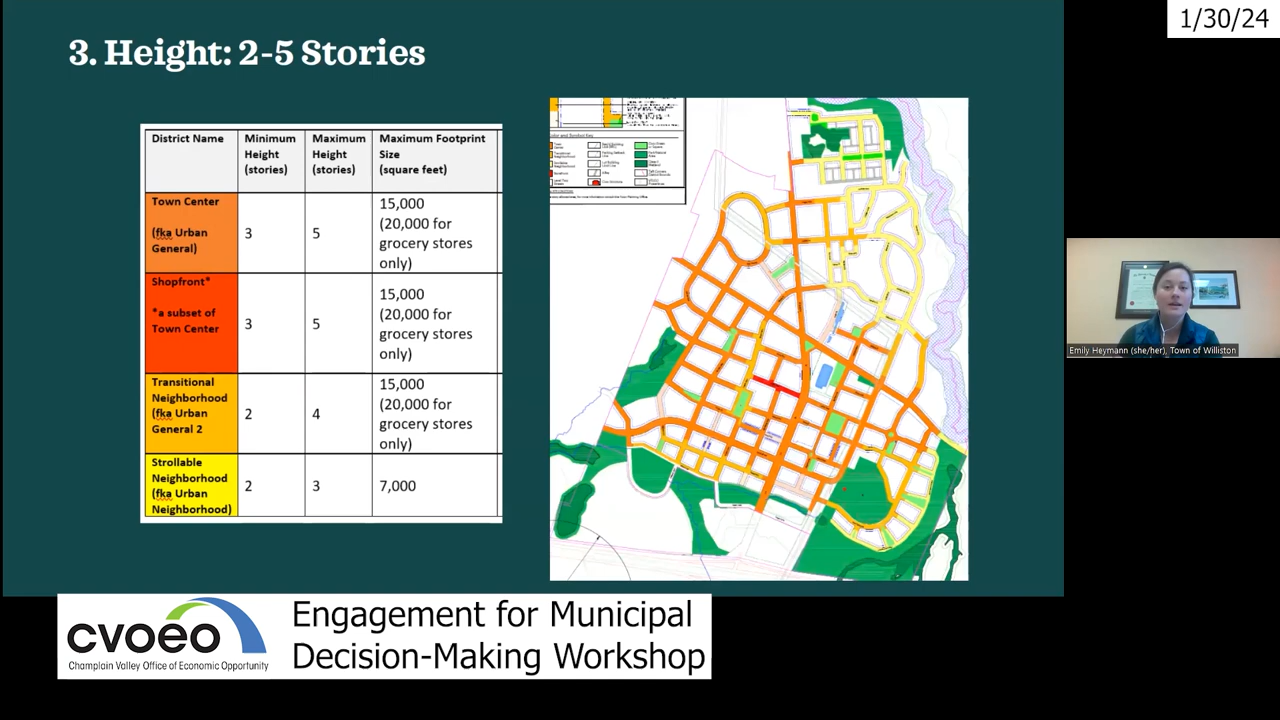 1/30/24
3. Height: 2-5 Stories
District Name
Minimum
Height
(stories)
Maximum
Height
(stories)
Maximum Footprint
Size
(square feet)
Town Center
(fka Urban
General)
3
5
15,000
(20,000 for
grocery stores
only)
Shopfront*
*a subset of
Town Center
3
5
15,000
(20,000 for
grocery stores
only)
Transitional
Neighborhood
(fka Urban
General 2
2
4
15,000
(20,000 for
grocery stores
only)
Strollable
Neighborhood
(fka Urban
Neighborhood)
2
3
7,000
Emily Heymann (she/her), Town of Williston
cvoeo
Champlain Valley Office of Economic Opportunity
Engagement for Municipal
Decision-Making Workshop